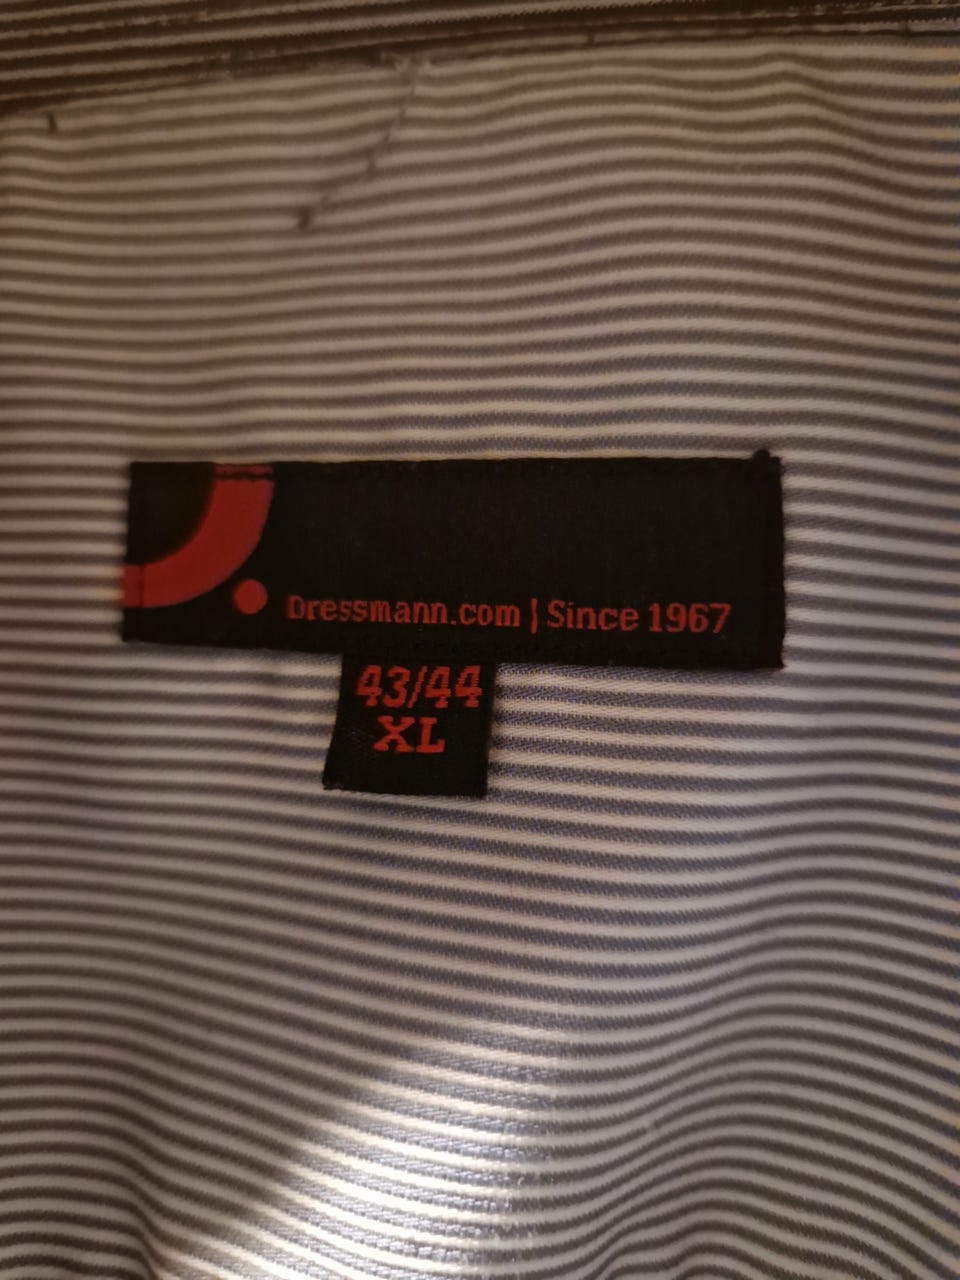 Dressmann.com | Since 1967
43/44
XL